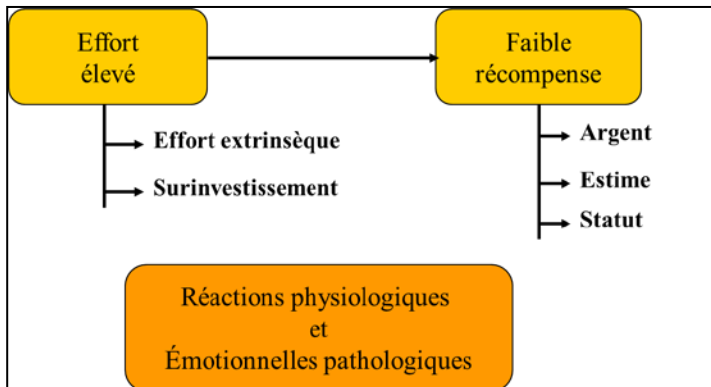 Effort
élevé
Faible
récompense
Effort extrinsèque
Surinvestissement
Argent
Estime
Statut
Réactions physiologiques
et
Émotionnelles pathologiques